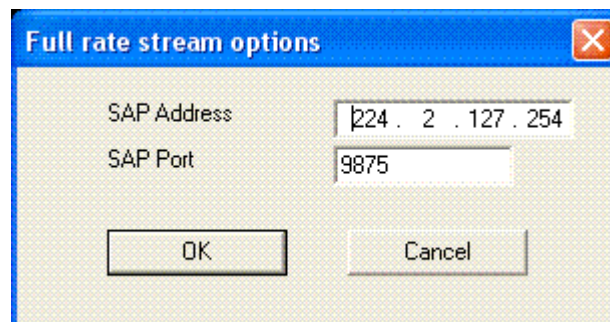 Full rate stream options
SAP Address 224 . 2 . 127 . 254
SAP Port 9875
OK Cancel